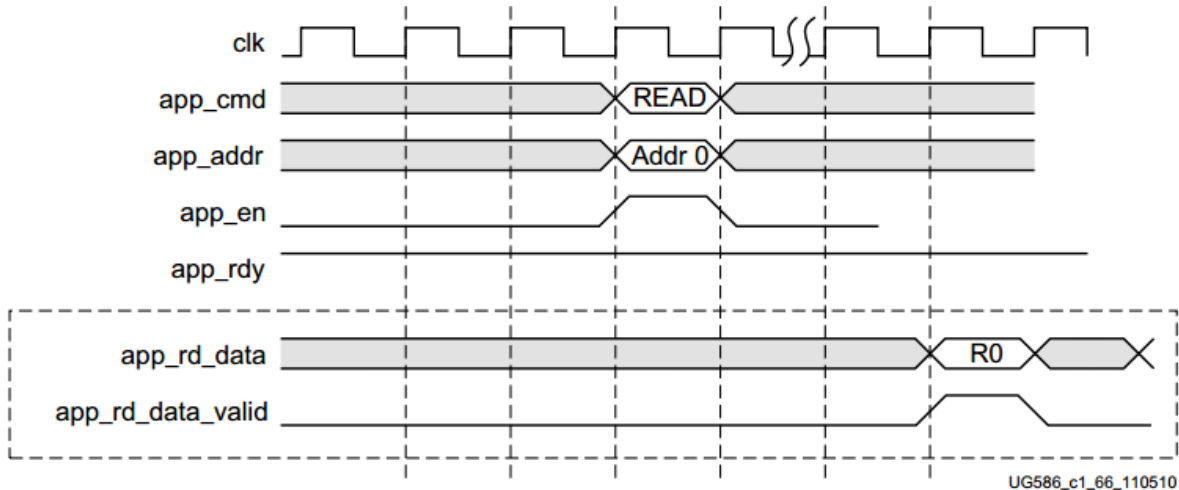 clk
app_cmd READ
app_addr Addr 0
app_en
app_rdy
app_rd_data R0
app_rd_data_valid
UG586_c1_66_110510